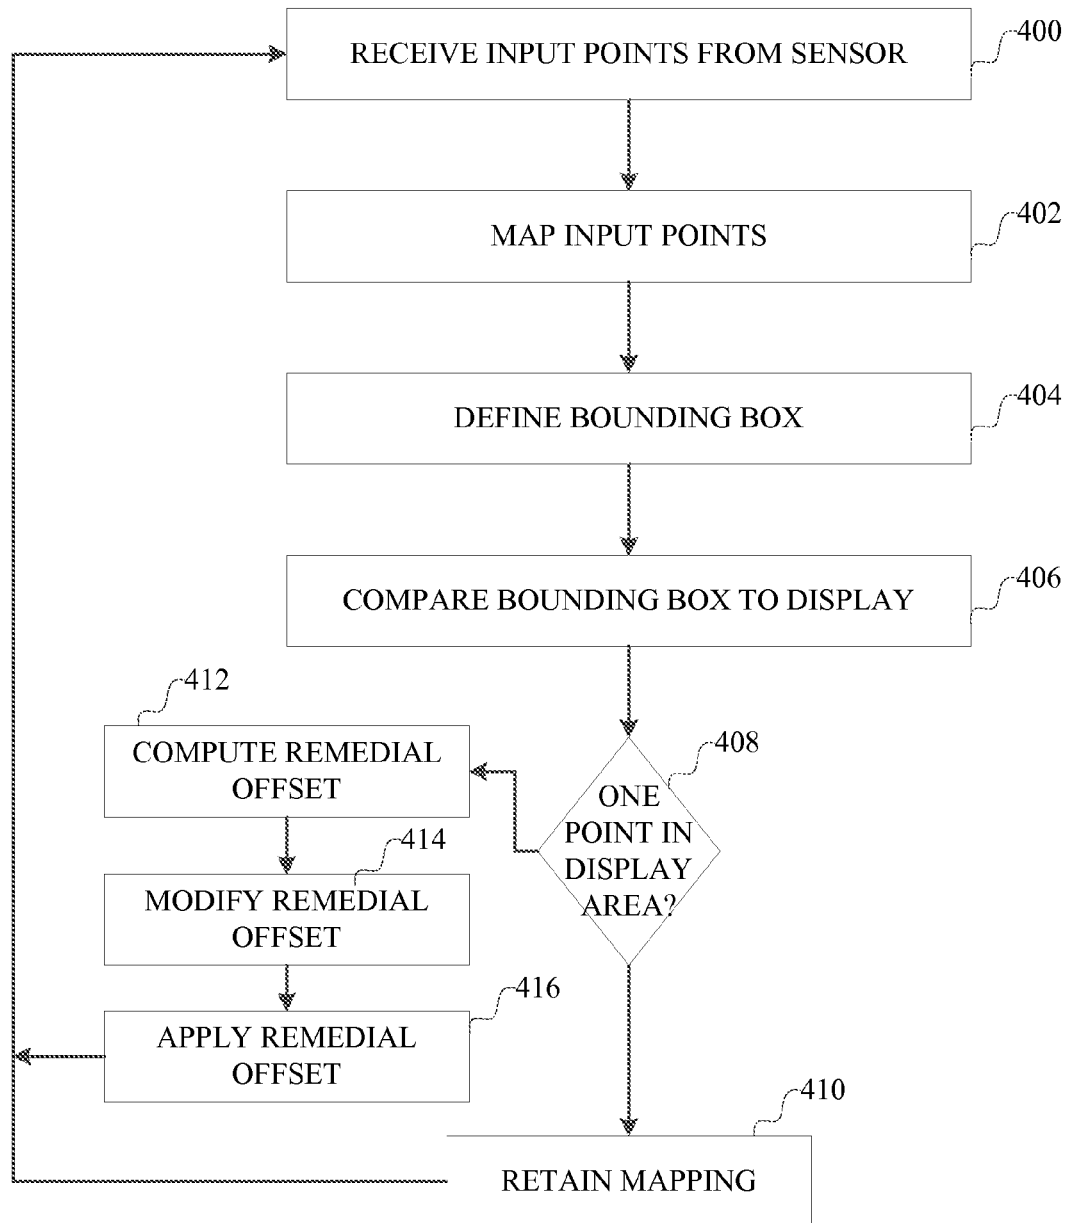 RECEIVE INPUT POINTS FROM SENSOR
400
MAP INPUT POINTS
402
DEFINE BOUNDING BOX
404
COMPARE BOUNDING BOX TO DISPLAY
406
412
COMPUTE REMEDIAL
OFFSET
408
ONE
POINT IN
DISPLAY
AREA?
414
MODIFY REMEDIAL
OFFSET
416
APPLY REMEDIAL
OFFSET
410
RETAIN MAPPING